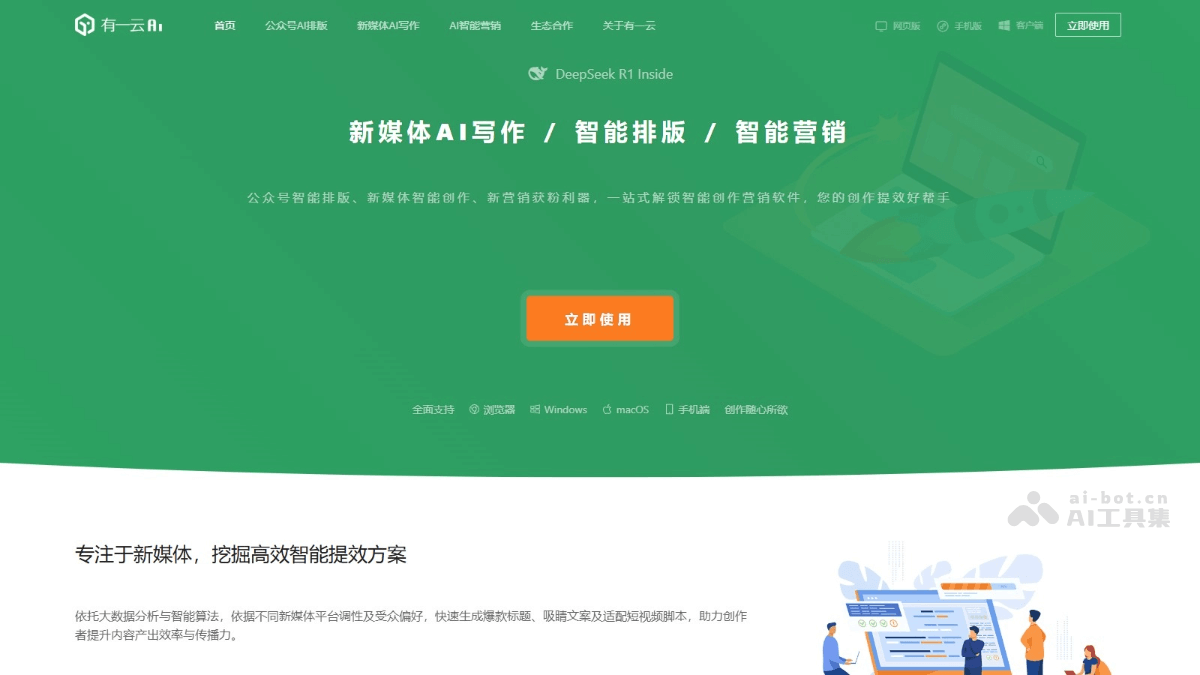 有一云AI 首页 公众号AI排版 新媒体AI写作 AI智能营销 生态合作 关于有一云 网页版 手机版 客户端 立即使用
DeepSeek R1 Inside
新媒体AI写作 / 智能排版 / 智能营销
公众号智能排版、新媒体智能创作、新营销获粉利器，一站式解锁智能创作营销软件，您的创作提效好帮手
立即使用
全面支持 浏览器 Windows macOS 手机端 创作随心所欲
ai-bot.cn
AI工具集
专注于新媒体，挖掘高效智能提效方案
依托大数据分析与智能算法，依据不同新媒体平台调性及受众偏好，快速生成爆款标题、吸睛文案及适配短视频脚本，助力创作
者提升内容产出效率与传播力。